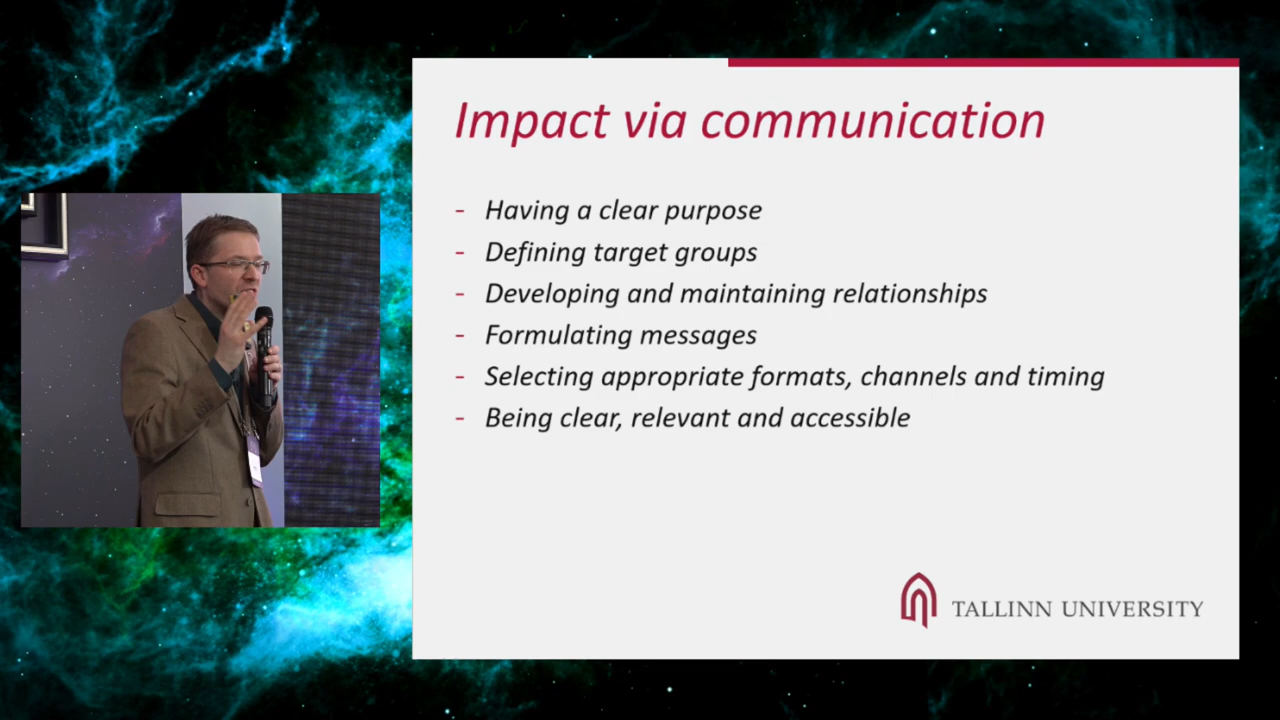 Impact via communication
- Having a clear purpose
- Defining target groups
- Developing and maintaining relationships
- Formulating messages
- Selecting appropriate formats, channels and timing
- Being clear, relevant and accessible
TALLINN UNIVERSITY